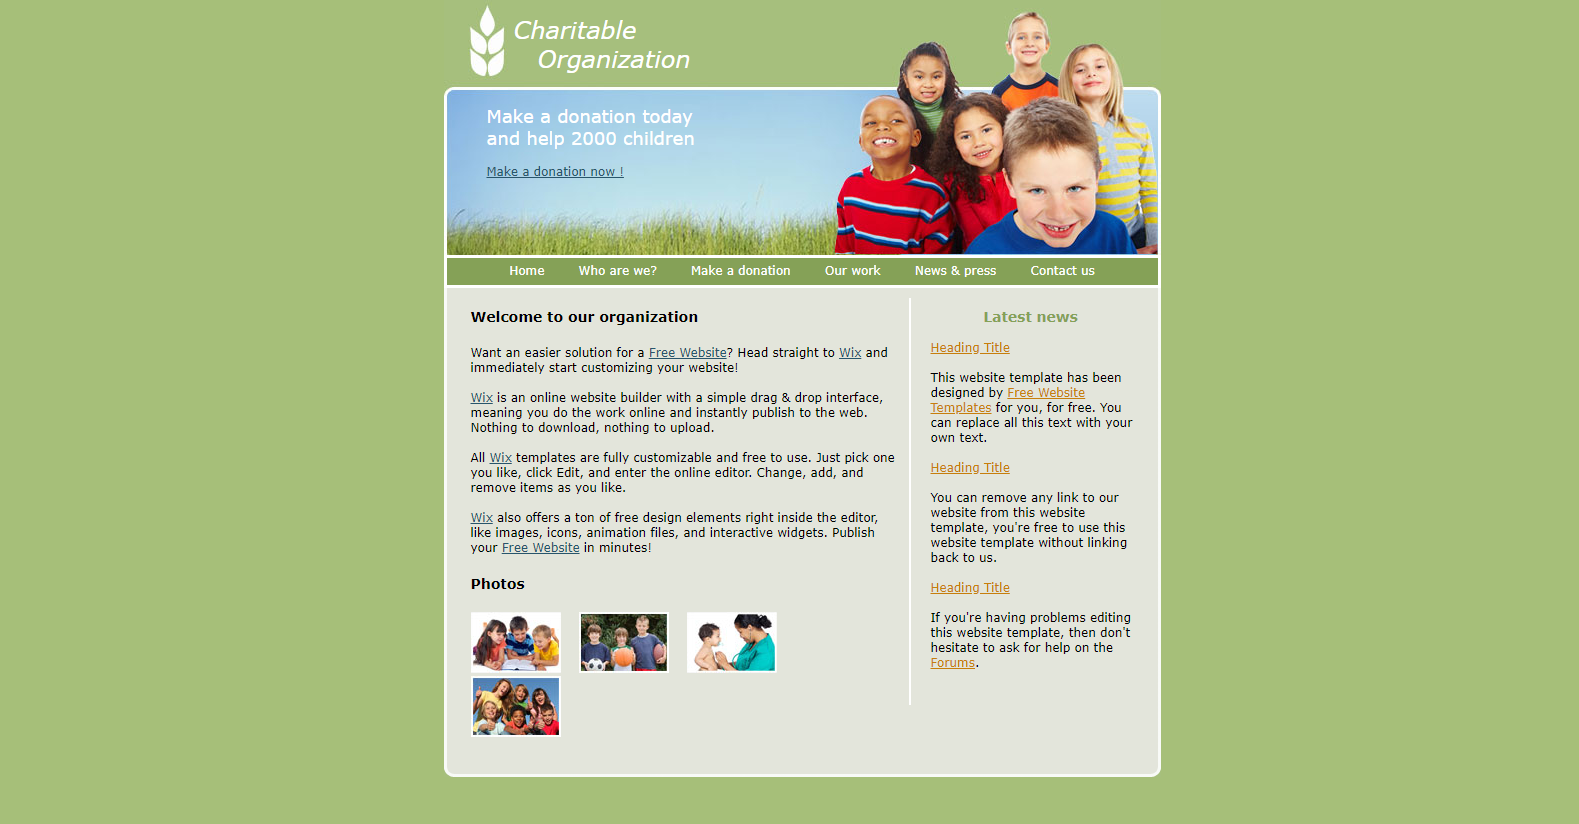 Charitable
Organization
Make a donation today
and help 2000 children
Make a donation now !
Home Who are we? Make a donation Our work News & press Contact us
Welcome to our organization
Want an easier solution for a Free Website? Head straight to Wix and
immediately start customizing your website!
Wix is an online website builder with a simple drag & drop interface,
meaning you do the work online and instantly publish to the web.
Nothing to download, nothing to upload.
All Wix templates are fully customizable and free to use. Just pick one
you like, click Edit, and enter the online editor. Change, add, and
remove items as you like.
Wix also offers a ton of free design elements right inside the editor,
like images, icons, animation files, and interactive widgets. Publish
your Free Website in minutes!
Photos
Latest news
Heading Title
This website template has been
designed by Free Website
Templates for you, for free. You
can replace all this text with your
own text.
Heading Title
You can remove any link to our
website from this website
template, you're free to use this
website template without linking
back to us.
Heading Title
If you're having problems editing
this website template, then don't
hesitate to ask for help on the
Forums.